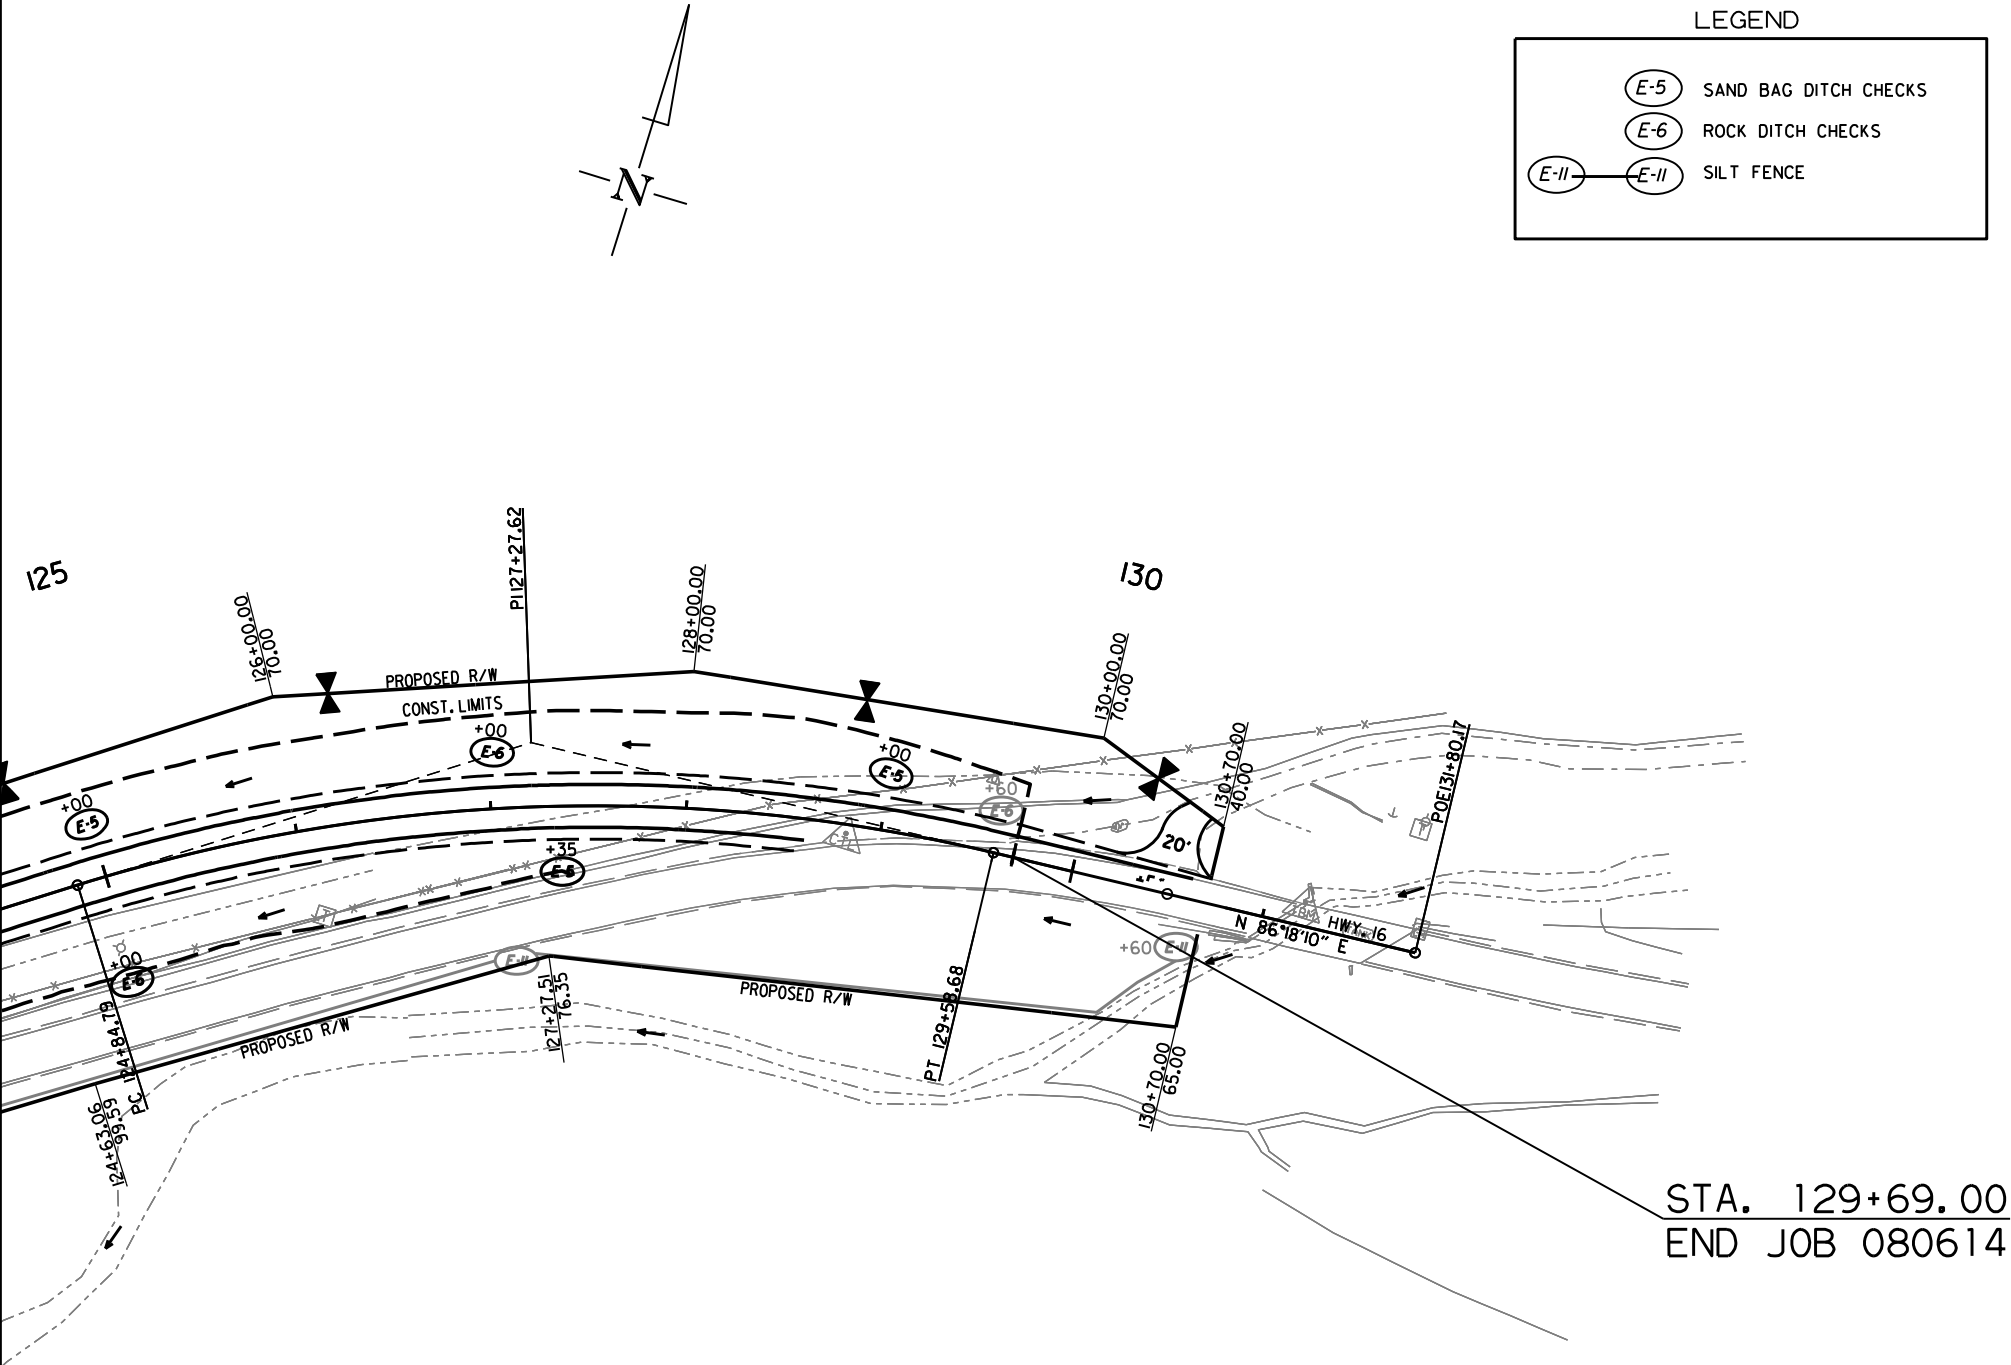 LEGEND
E-5 SAND BAG DITCH CHECKS
E-6 ROCK DITCH CHECKS
E-11 E-11 SILT FENCE
N
125
130
126+00.00
70.00
PI 127+27.62
128+00.00
70.00
130+00.00
70.00
130+70.00
40.00
POE 131+80.17
PROPOSED R/W
CONST. LIMITS
+00
E-6
+00
E-5
+60
E-6
+00
E-5
20'
+35
+00
E-6
N 86°18'10" E
HWY. 16
+60 E-11
E-11
PROPOSED R/W
PROPOSED R/W
127+27.51
76.35
PT 129+58.68
PC 124+84.79
124+63.06
99.59
130+70.00
65.00
STA. 129+69.00
END JOB 080614